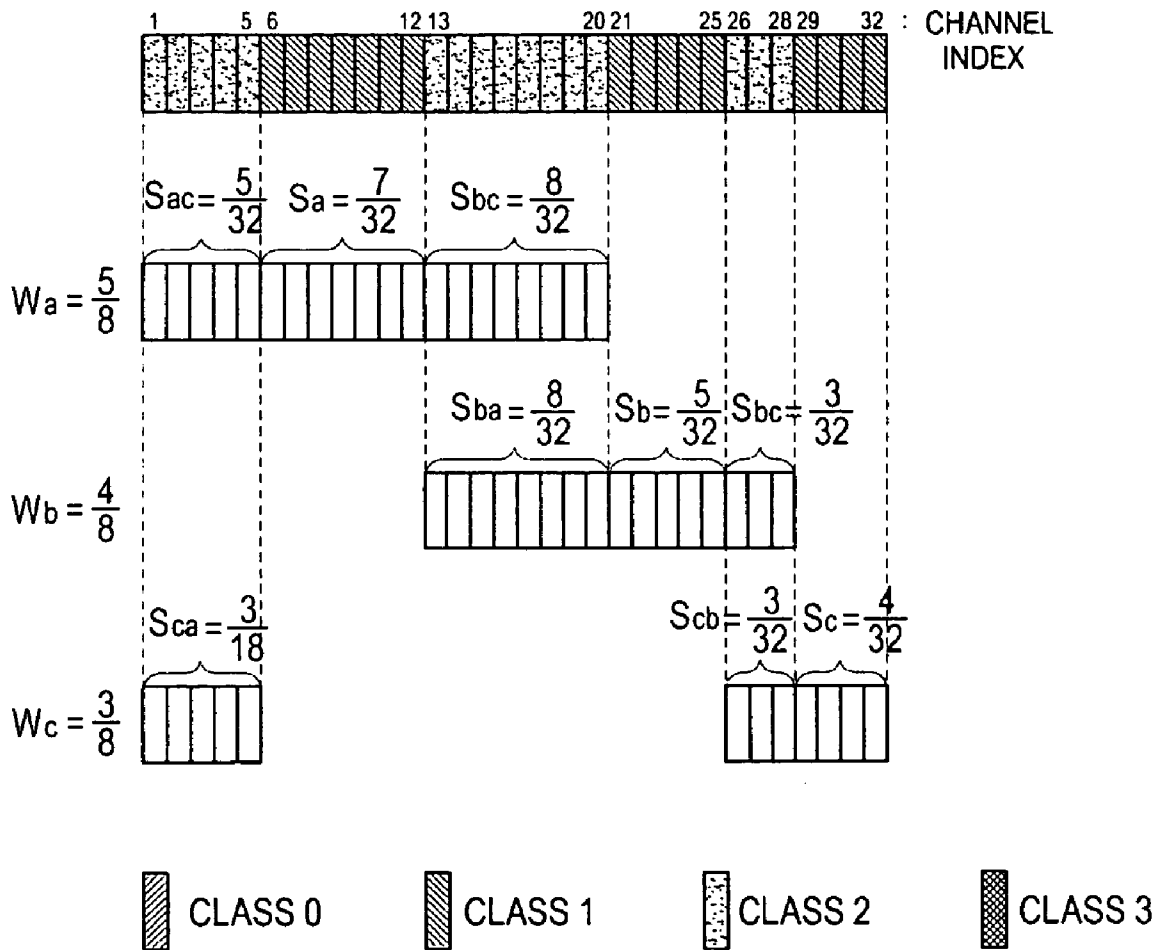 1 5 6 12 13 20 21 25 26 28 29 32 : CHANNEL INDEX
Sac = 5/32 Sa = 7/32 Sbc = 8/32
Wa = 5/8
Sba = 8/32 Sb = 5/32 Sbc = 3/32
Wb = 4/8
Sca = 3/18 Scb = 3/32 Sc = 4/32
Wc = 3/8
CLASS 0 CLASS 1 CLASS 2 CLASS 3